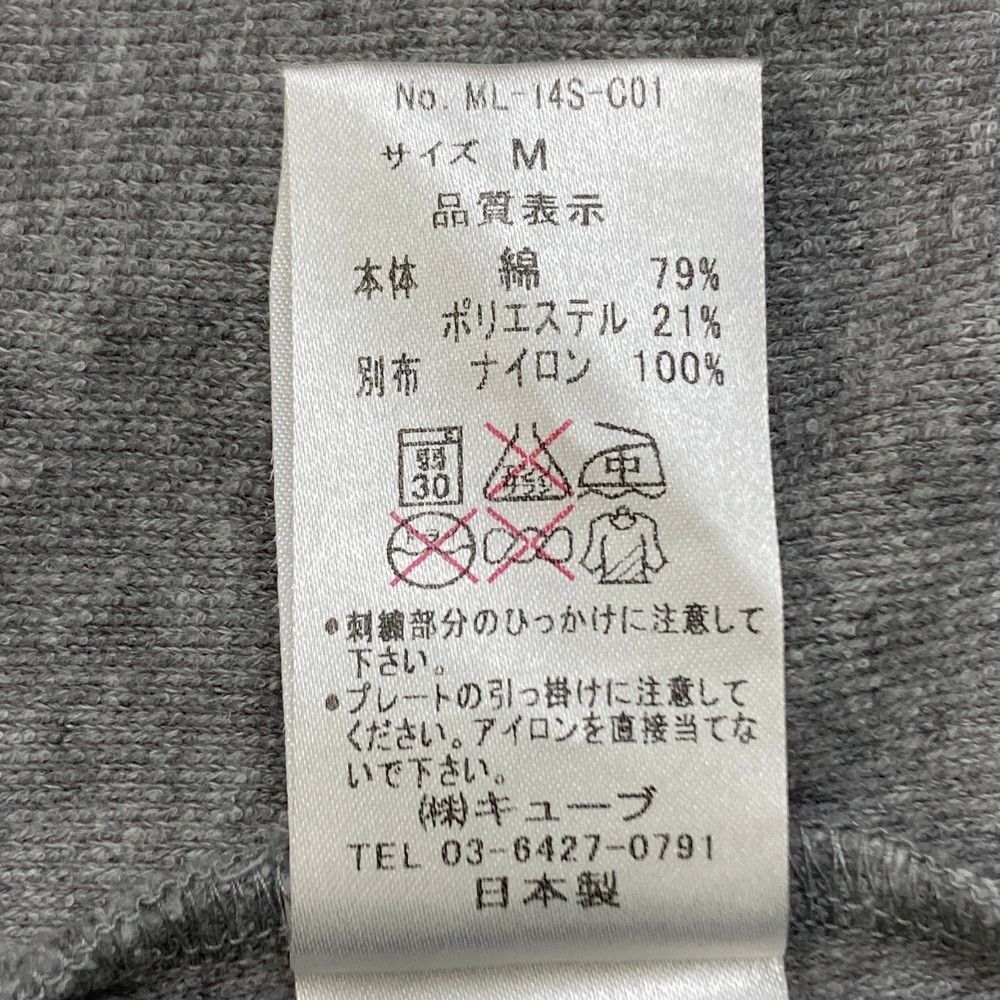 No. ML-14S-C01
サイズ M
品質表示
本体 綿 79%
ポリエステル 21%
別布 ナイロン 100%
弱 中
30
•刺繍部分のひっかけに注意して
下さい。
•プレートの引っ掛けに注意して
ください。アイロンを直接当てな
いで下さい。
(株)キューブ
TEL 03-6427-0791
日本製